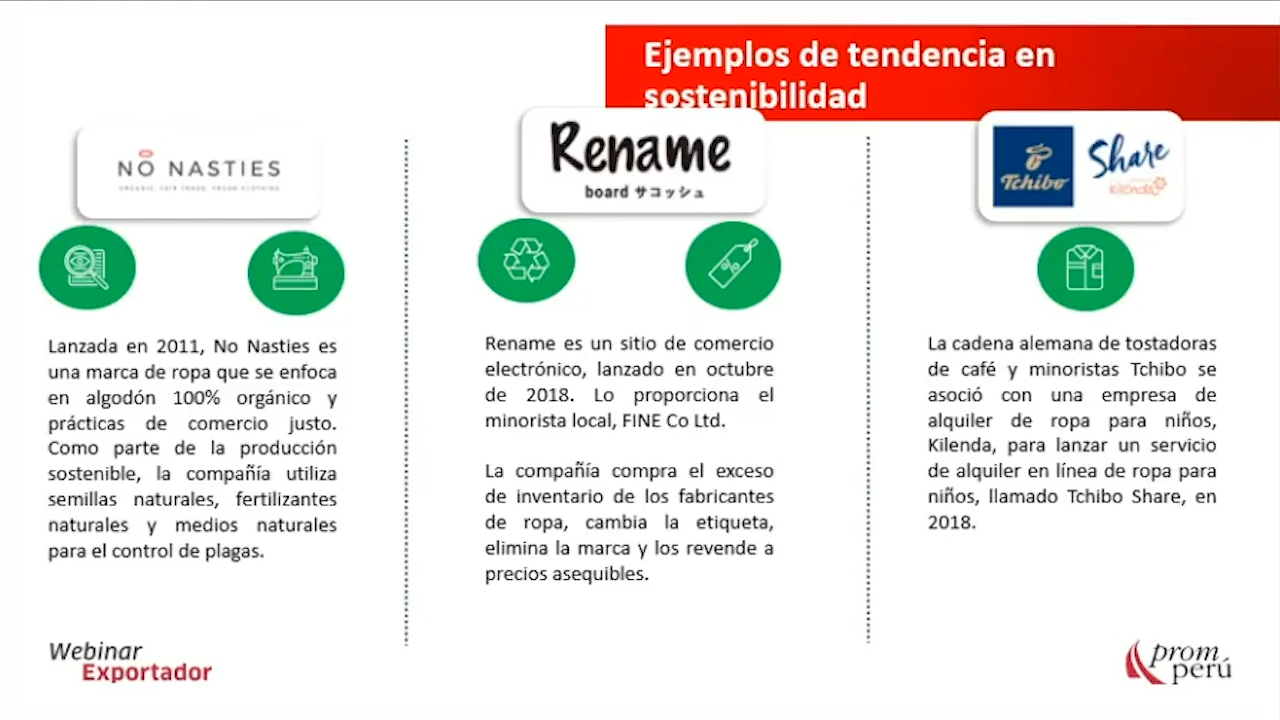 Ejemplos de tendencia en
sostenibilidad
NO NASTIES
ORGANIC, FAIR TRADE, VEGAN CLOTHING
Lanzada en 2011, No Nasties es
una marca de ropa que se enfoca
en algodón 100% orgánico y
prácticas de comercio justo.
Como parte de la producción
sostenible, la compañía utiliza
semillas naturales, fertilizantes
naturales y medios naturales
para el control de plagas.
Rename
board サコッシュ
Rename es un sitio de comercio
electrónico, lanzado en octubre
de 2018. Lo proporciona el
minorista local, FINE Co Ltd.
La compañía compra el exceso
de inventario de los fabricantes
de ropa, cambia la etiqueta,
elimina la marca y los revende a
precios asequibles.
Tchibo
Share
kilenda
La cadena alemana de tostadoras
de café y minoristas Tchibo se
asoció con una empresa de
alquiler de ropa para niños,
Kilenda, para lanzar un servicio
de alquiler en línea de ropa para
niños, llamado Tchibo Share, en
2018.
Webinar
Exportador
prom
perú